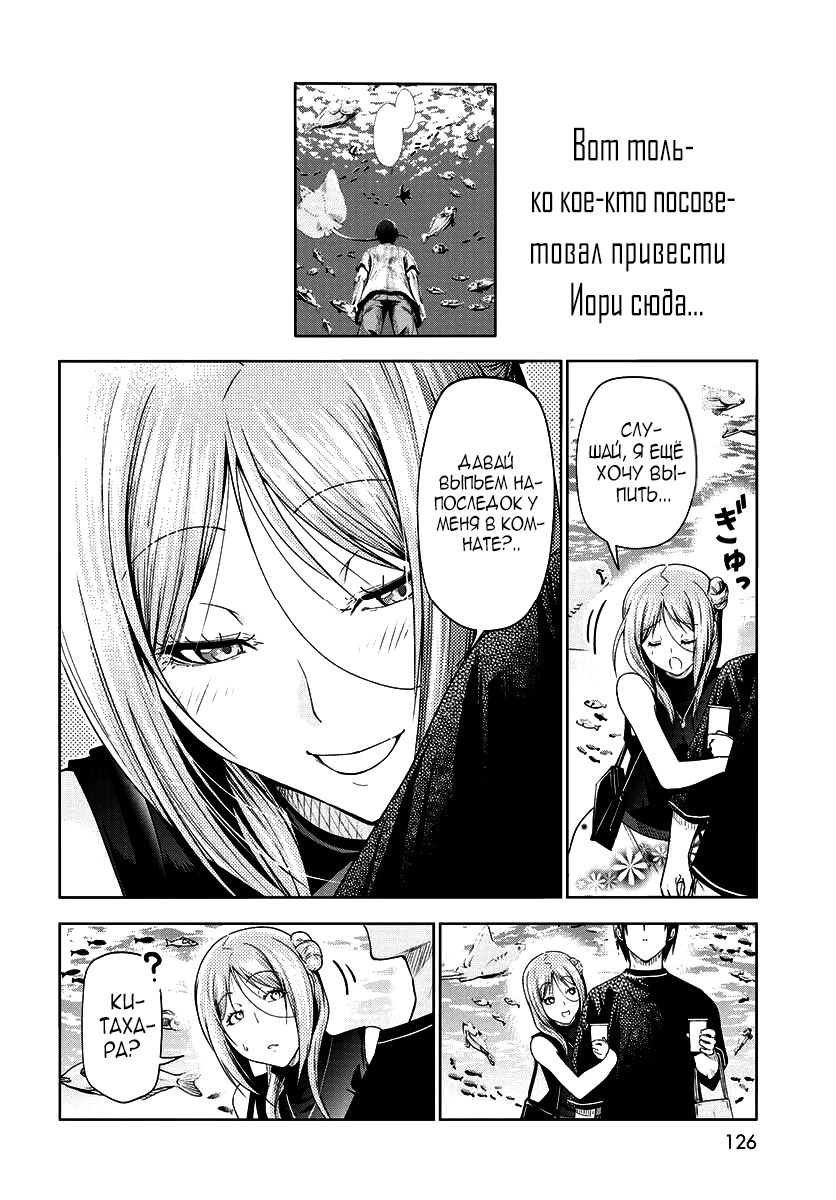 Вот толь-
ко кое-кто посове-
товал привести
Иори сюда...
СЛУ-
ШАЙ, Я ЕЩЁ
ХОЧУ ВЫ-
ПИТЬ...
ぎゅっ
ДАВАЙ
ВЫПЬЕМ НА-
ПОСЛЕДОК У
МЕНЯ В КОМ-
НАТЕ?..
?
КИ-
ТАХА-
РА?
126